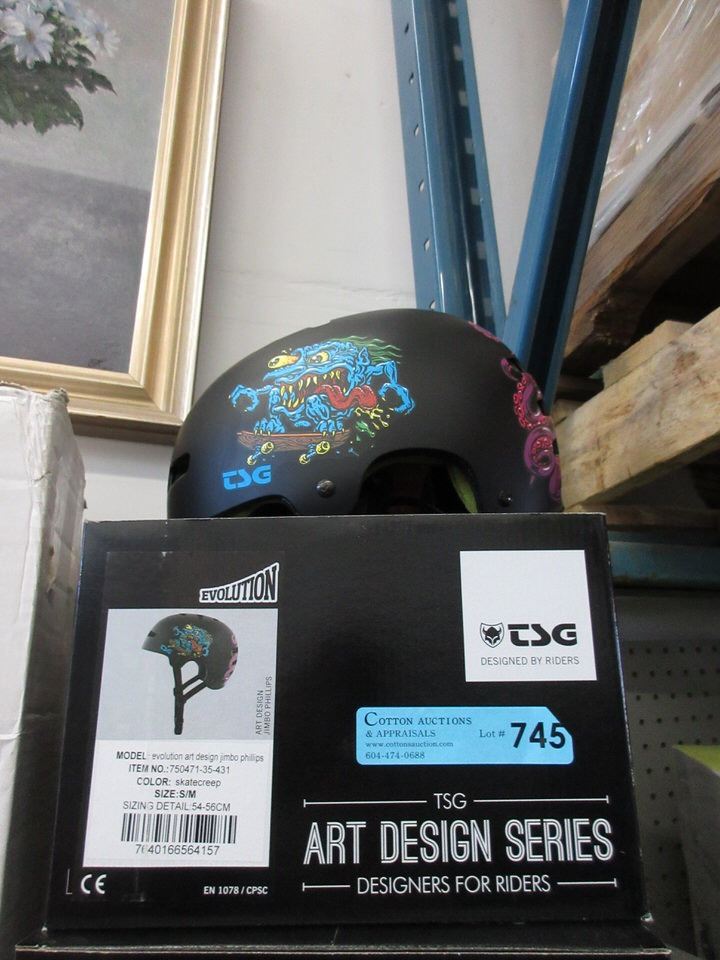 TSG
EVOLUTION
ART DESIGN
JIMBO PHILLIPS
MODEL: evolution art design jimbo phillips
ITEM NO.:750471-35-431
COLOR: skatecreep
SIZE:S/M
SIZING DETAIL:54-56CM
7640166564157
CE
EN 1078 / CPSC
TSG
DESIGNED BY RIDERS
COTTON AUCTIONS
& APPRAISALS
www.cottonsauction.com
604-474-0688
Lot # 745
TSG
ART DESIGN SERIES
DESIGNERS FOR RIDERS